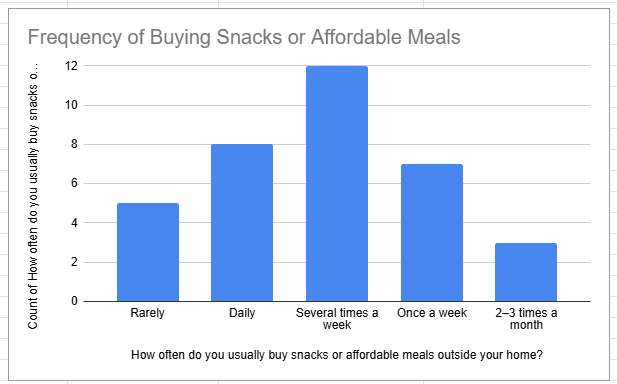 Frequency of Buying Snacks or Affordable Meals
Count of How often do you usually buy snacks o...
12
10
8
6
4
2
0
Rarely
Daily
Several times a
week
Once a week
2–3 times a
month
How often do you usually buy snacks or affordable meals outside your home?